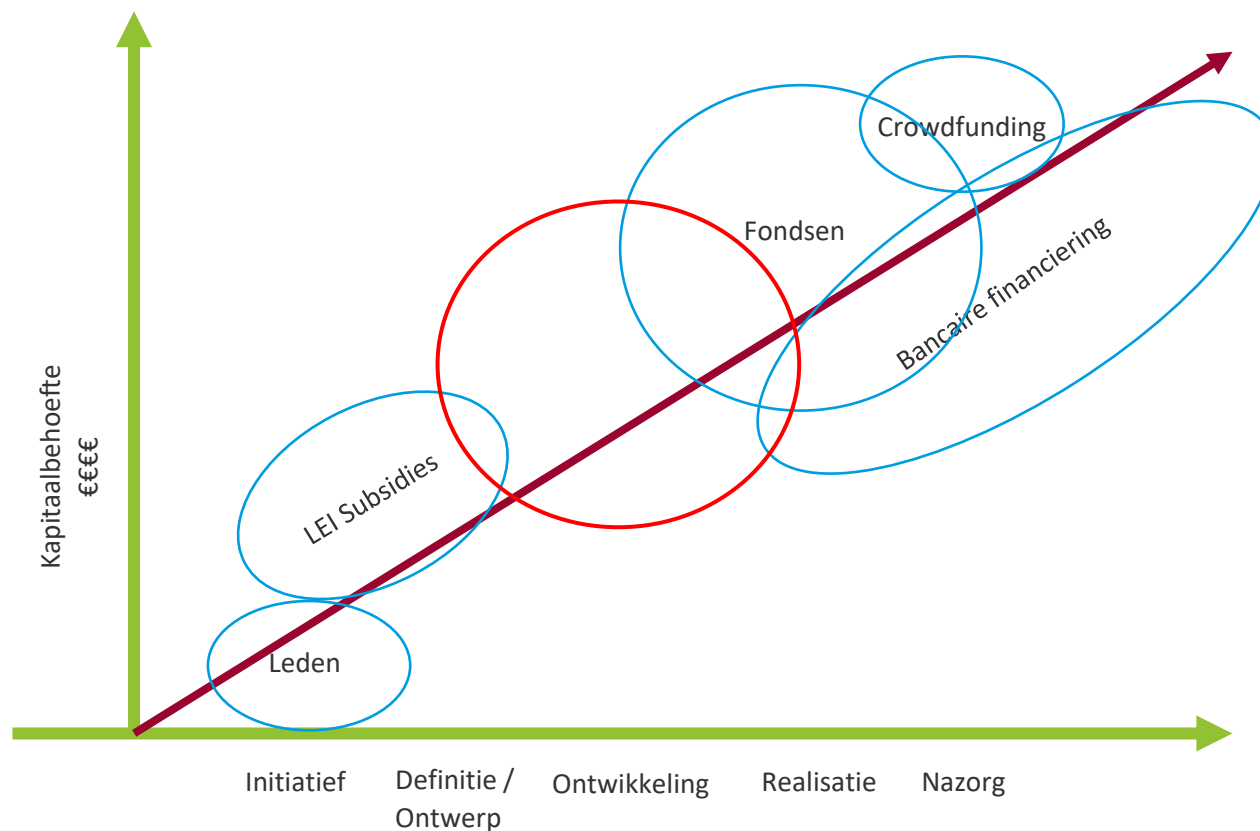 Crowdfunding
Fondsen
Bancaire financiering
Kapitaalbehoefte
€€€€
LEI Subsidies
Leden
Initiatief
Definitie /
Ontwerp
Ontwikkeling
Realisatie
Nazorg